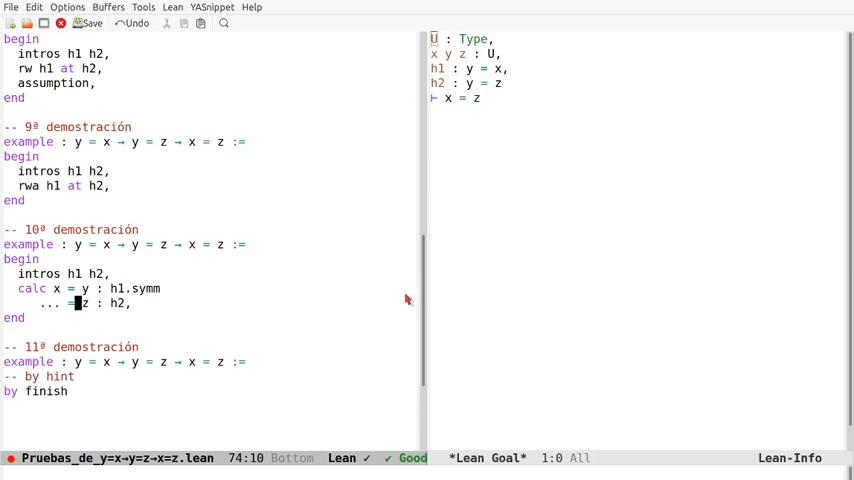 File Edit Options Buffers Tools Lean YASnippet Help
Save Undo
begin
  intros h1 h2,
  rw h1 at h2,
  assumption,
end

-- 9ª demostración
example : y = x → y = z → x = z :=
begin
  intros h1 h2,
  rwa h1 at h2,
end

-- 10ª demostración
example : y = x → y = z → x = z :=
begin
  intros h1 h2,
  calc x = y : h1.symm
     ... = z : h2,
end

-- 11ª demostración
example : y = x → y = z → x = z :=
-- by hint
by finish
Pruebas_de_y=x→y=z→x=z.lean 74:10 Bottom Lean ✓ ✔ Good
U : Type,
x y z : U,
h1 : y = x,
h2 : y = z
⊢ x = z
*Lean Goal* 1:0 All Lean-Info